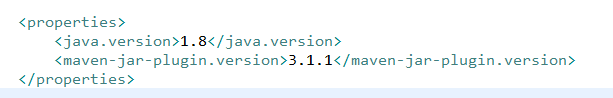 <properties>
<java.version>1.8</java.version>
<maven-jar-plugin.version>3.1.1</maven-jar-plugin.version>
</properties>